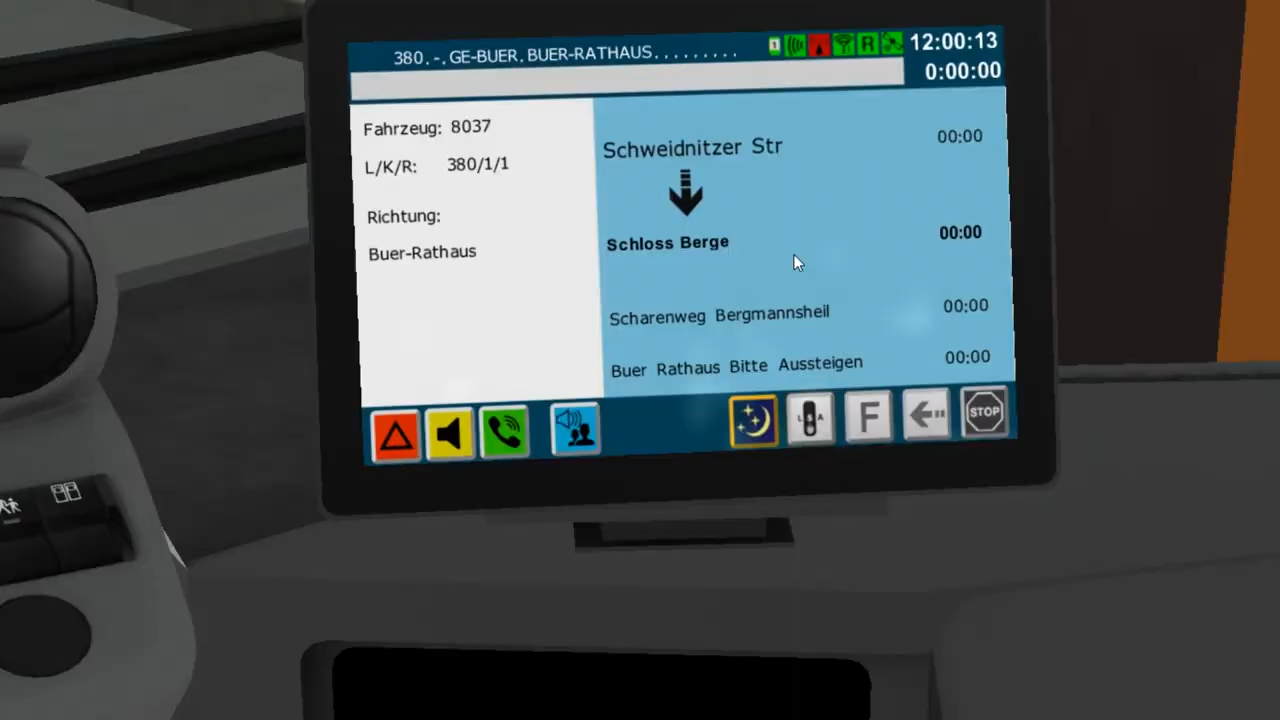 380.-.GE-BUER.BUER-RATHAUS.........
12:00:13
0:00:00
Fahrzeug: 8037
L/K/R: 380/1/1
Richtung:
Buer-Rathaus
Schweidnitzer Str 00:00
Schloss Berge 00:00
Scharenweg Bergmannsheil 00:00
Buer Rathaus Bitte Aussteigen 00:00
1
R
LSA
F
STOP